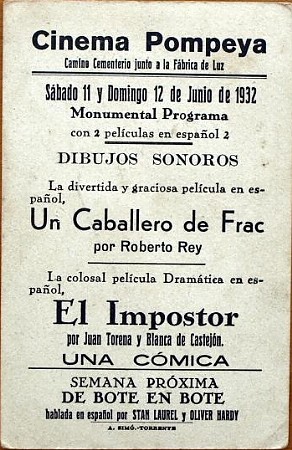 Cinema Pompeya
Camino Cementerio junto a la Fábrica de Luz
Sábado 11 y Domingo 12 de Junio de 1932
Monumental Programa
con 2 películas en español 2
DIBUJOS SONOROS
La divertida y graciosa película en es-
pañol,
Un Caballero de Frac
por Roberto Rey
La colosal película Dramática en es-
pañol,
El Impostor
por Juan Torena y Blanca de Castejón.
UNA CÓMICA
SEMANA PRÓXIMA
DE BOTE EN BOTE
hablada en español por STAN LAUREL y OLIVER HARDY
A. SIMÓ.-TORRENTE